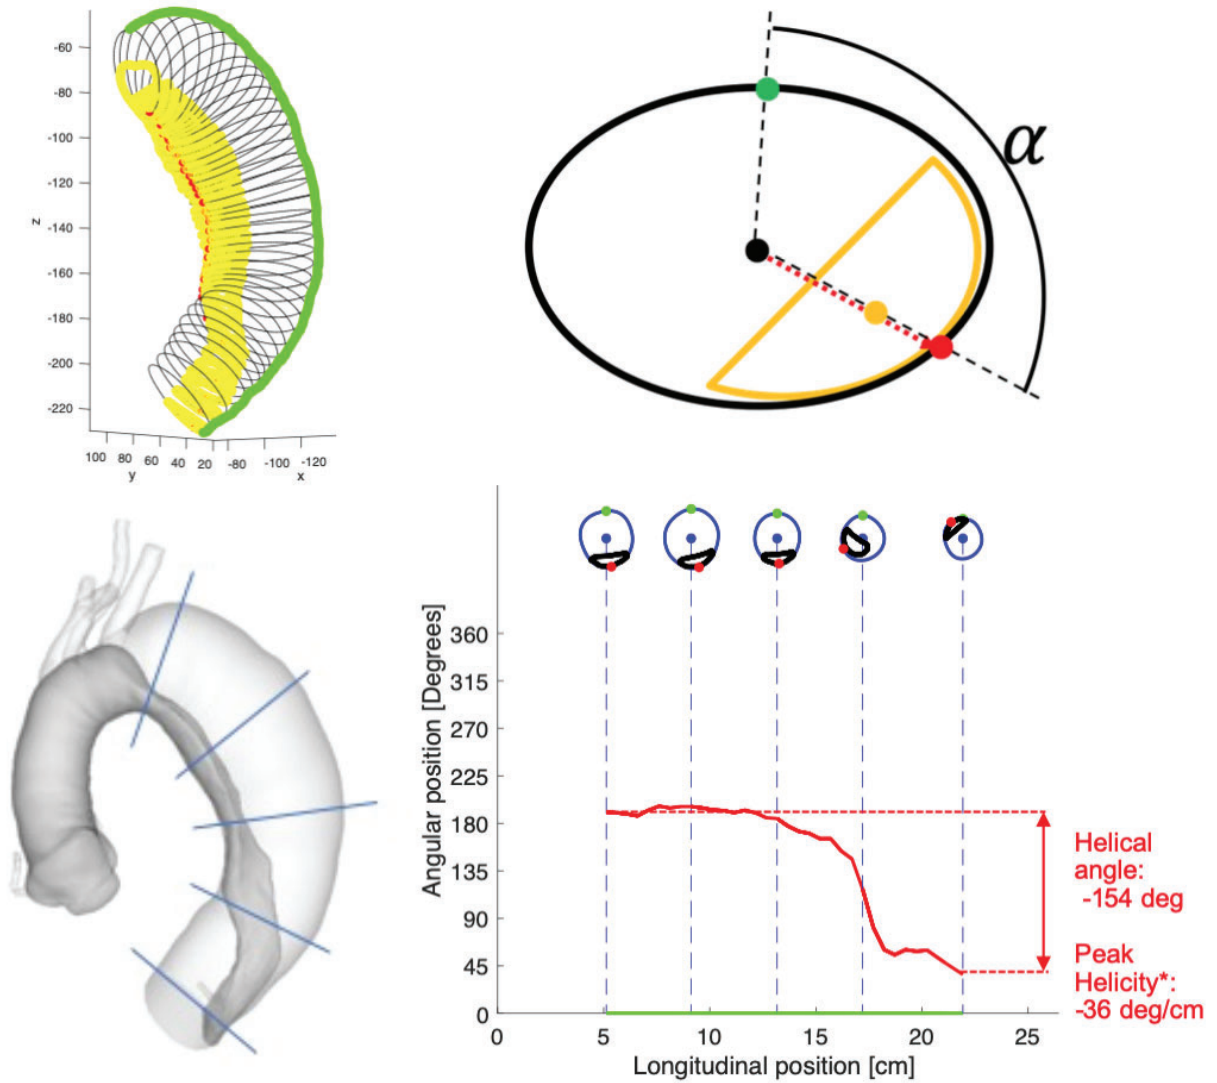 -60
-80
-100
-120
-140
-160
-180
-200
-220
z
100 80 60 40 20 -80 -100 -120
y x
α
Angular position [Degrees]
360
315
270
225
180
135
90
45
0
0 5 10 15 20 25
Longitudinal position [cm]
Helical
angle:
-154 deg
Peak
Helicity*:
-36 deg/cm